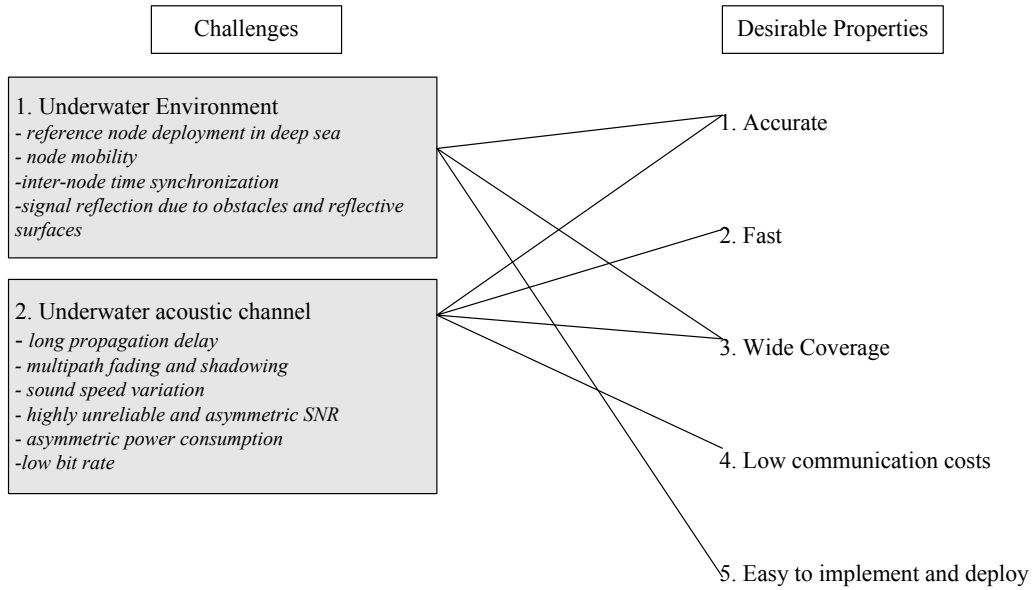 Challenges
Desirable Properties
1. Underwater Environment
- reference node deployment in deep sea
- node mobility
-inter-node time synchronization
-signal reflection due to obstacles and reflective
surfaces
2. Underwater acoustic channel
- long propagation delay
- multipath fading and shadowing
- sound speed variation
- highly unreliable and asymmetric SNR
- asymmetric power consumption
-low bit rate
1. Accurate
2. Fast
3. Wide Coverage
4. Low communication costs
5. Easy to implement and deploy